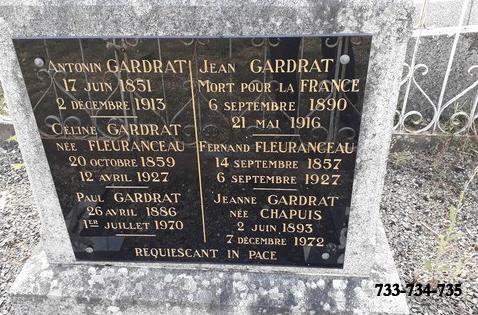 Antonin GARDRAT
17 juin 1851
2 décembre 1913
Céline GARDRAT
née FLEURANCEAU
20 octobre 1859
12 avril 1927
Paul GARDRAT
26 avril 1886
1er juillet 1970
Jean GARDRAT
Mort pour la FRANCE
6 septembre 1890
21 mai 1916
Fernand FLEURANCEAU
14 septembre 1857
6 septembre 1927
Jeanne GARDRAT
née CHAPUIS
2 juin 1893
7 décembre 1972
REQUIESCANT IN PACE
733-734-735